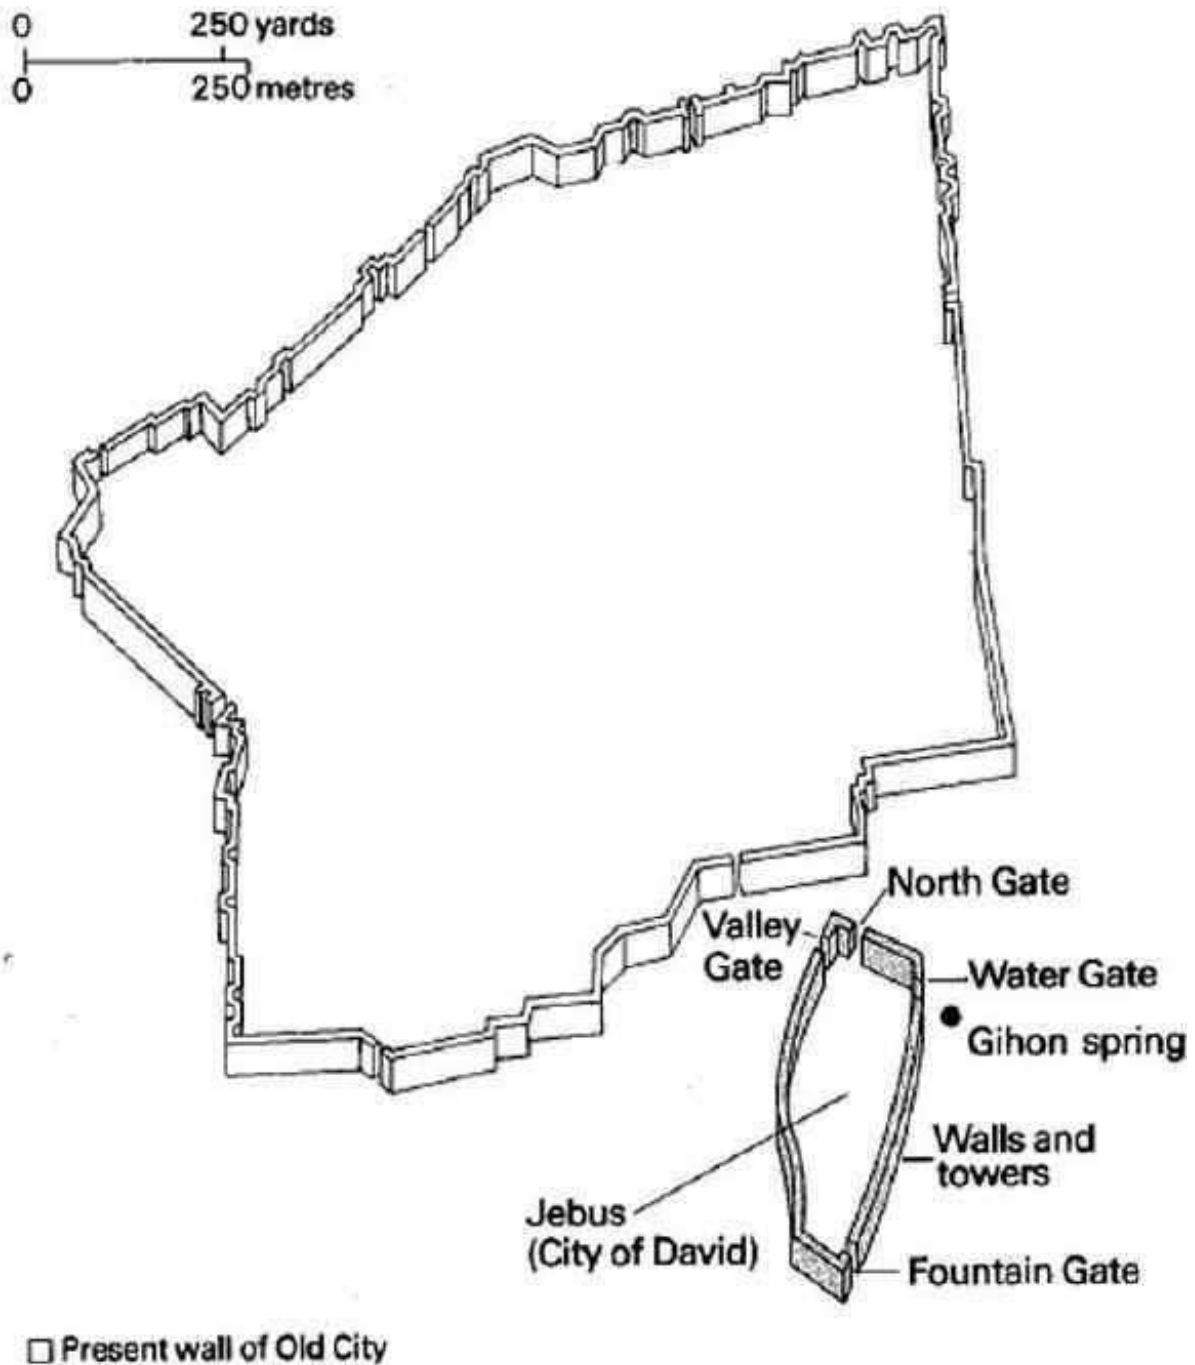 0 250 yards
0 250 metres
North Gate
Valley
Gate
Water Gate
Gihon spring
Walls and
towers
Jebus
(City of David)
Fountain Gate
Present wall of Old City